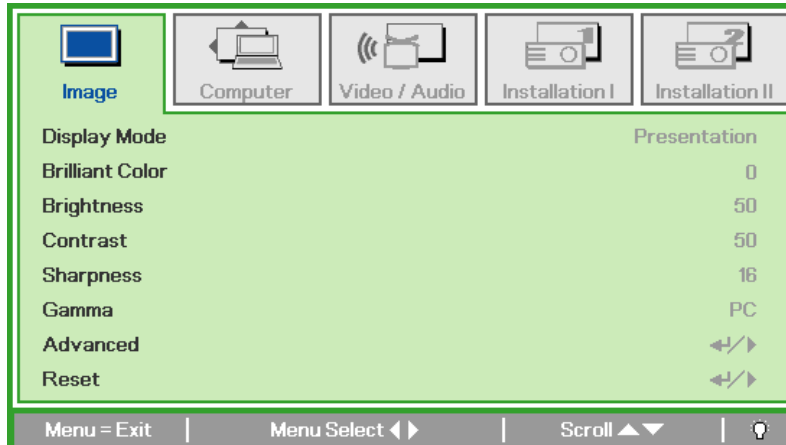 Image Computer Video / Audio Installation I Installation II
Display Mode Presentation
Brilliant Color 0
Brightness 50
Contrast 50
Sharpness 16
Gamma PC
Advanced
Reset
Menu = Exit Menu Select Scroll